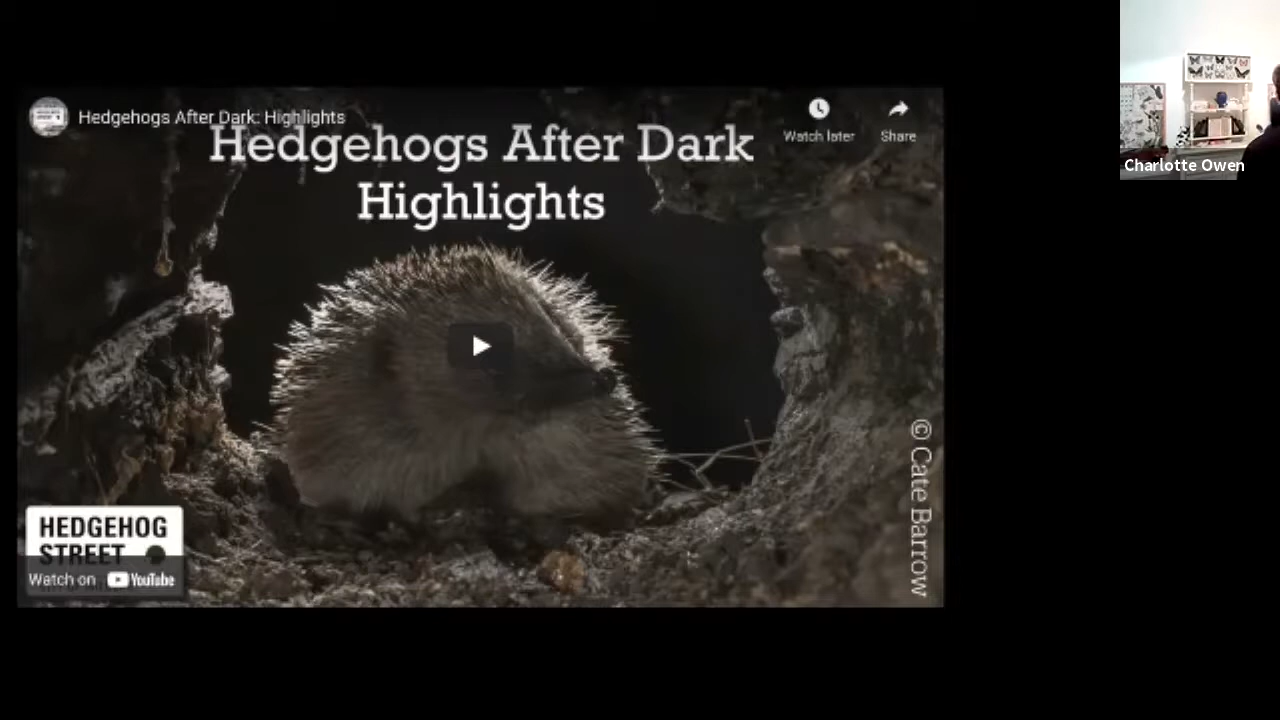 Hedgehogs After Dark: Highlights
Watch later
Share
Hedgehogs After Dark
Highlights
© Cate Barrow
HEDGEHOG
STREET
Watch on YouTube
Charlotte Owen